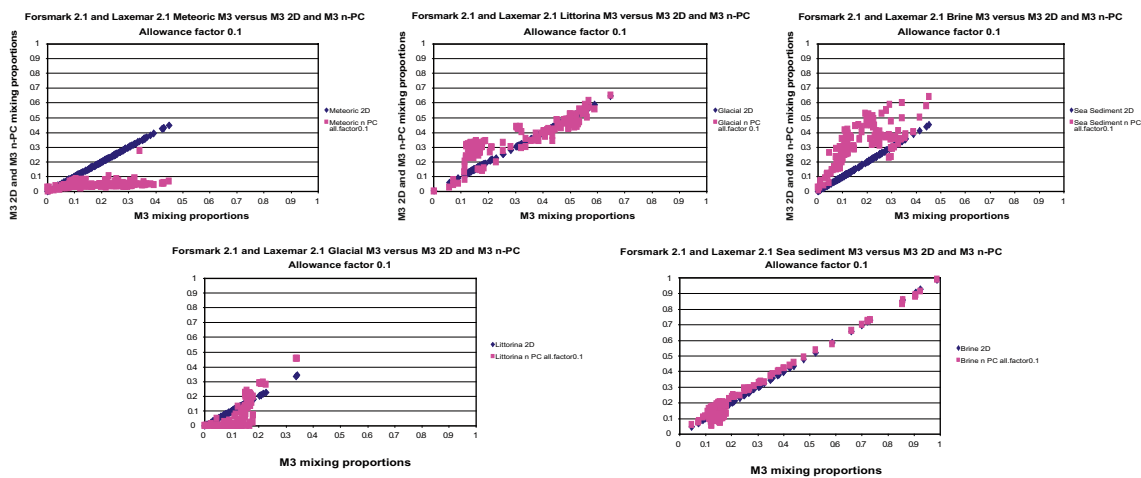 Forsmark 2.1 and Laxemar 2.1 Meteoric M3 versus M3 2D and M3 n-PC
Allowance factor 0.1
M3 2D and M3 n-PC mixing proportions
1
0.9
0.8
0.7
0.6
0.5
0.4
0.3
0.2
0.1
0
0 0.1 0.2 0.3 0.4 0.5 0.6 0.7 0.8 0.9 1
M3 mixing proportions
Meteoric 2D
Meteoric n PC
all.factor0.1
Forsmark 2.1 and Laxemar 2.1 Littorina M3 versus M3 2D and M3 n-PC
Allowance factor 0.1
M3 2D and M3 n-PC mixing proportions
1
0.9
0.8
0.7
0.6
0.5
0.4
0.3
0.2
0.1
0
0 0.1 0.2 0.3 0.4 0.5 0.6 0.7 0.8 0.9 1
M3 mixing proportions
Glacial 2D
Glacial n PC
all.factor0.1
Forsmark 2.1 and Laxemar 2.1 Brine M3 versus M3 2D and M3 n-PC
Allowance factor 0.1
M3 2D and M3 n-PC mixing proportions
1
0.9
0.8
0.7
0.6
0.5
0.4
0.3
0.2
0.1
0
0 0.1 0.2 0.3 0.4 0.5 0.6 0.7 0.8 0.9 1
M3 mixing proportions
Sea Sediment 2D
Sea Sediment n PC
all.factor0.1
Forsmark 2.1 and Laxemar 2.1 Glacial M3 versus M3 2D and M3 n-PC
Allowance factor 0.1
1
0.9
0.8
0.7
0.6
0.5
0.4
0.3
0.2
0.1
0
0 0.1 0.2 0.3 0.4 0.5 0.6 0.7 0.8 0.9 1
M3 mixing proportions
Littorina 2D
Littorina n PC all.factor0.1
Forsmark 2.1 and Laxemar 2.1 Sea sediment M3 versus M3 2D and M3 n-PC
Allowance factor 0.1
1
0.9
0.8
0.7
0.6
0.5
0.4
0.3
0.2
0.1
0
0 0.1 0.2 0.3 0.4 0.5 0.6 0.7 0.8 0.9 1
M3 mixing proportions
Brine 2D
Brine n PC all.factor0.1